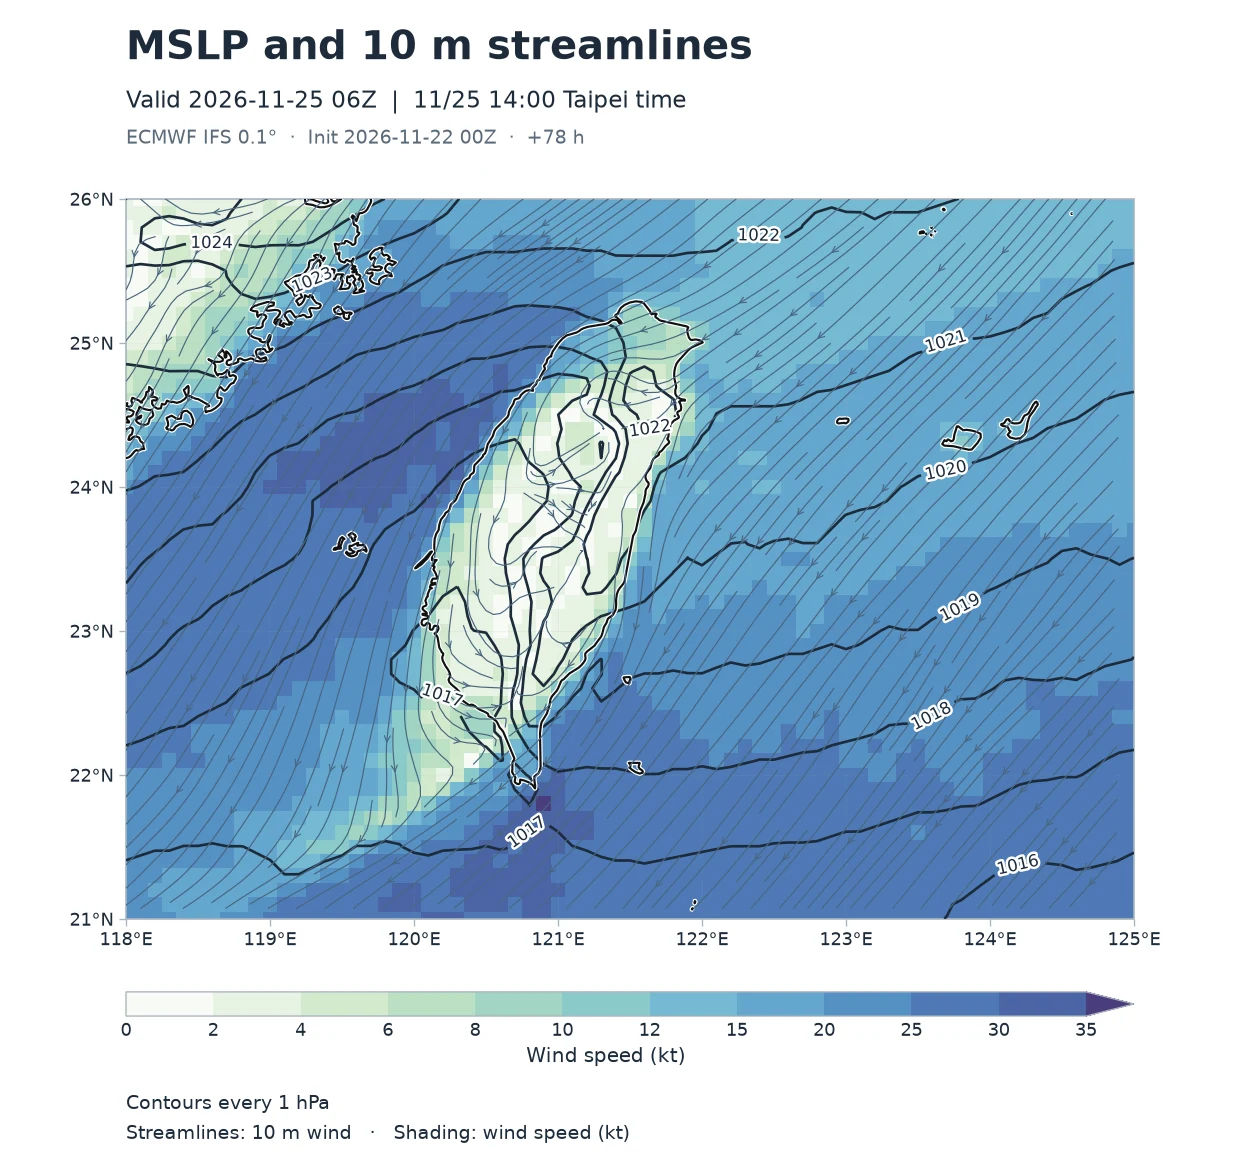 MSLP and 10 m streamlines
Valid 2026-11-25 06Z | 11/25 14:00 Taipei time
ECMWF IFS 0.1° · Init 2026-11-22 00Z · +78 h
26°N
1024
1022
1023
25°N
1021
1022
24°N
1020
1019
23°N
1017
1018
22°N
1017
1016
21°N
118°E 119°E 120°E 121°E 122°E 123°E 124°E 125°E
0 2 4 6 8 10 12 15 20 25 30 35
Wind speed (kt)
Contours every 1 hPa
Streamlines: 10 m wind · Shading: wind speed (kt)